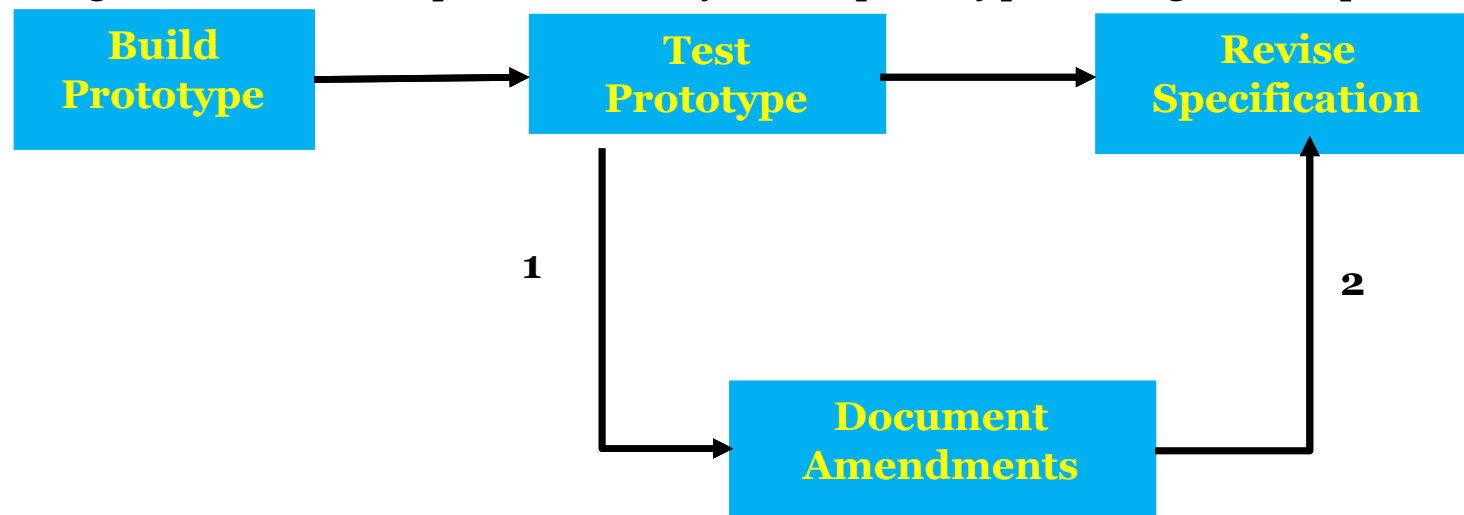 Build
Prototype
Test
Prototype
Revise
Specification
1
2
Document
Amendments